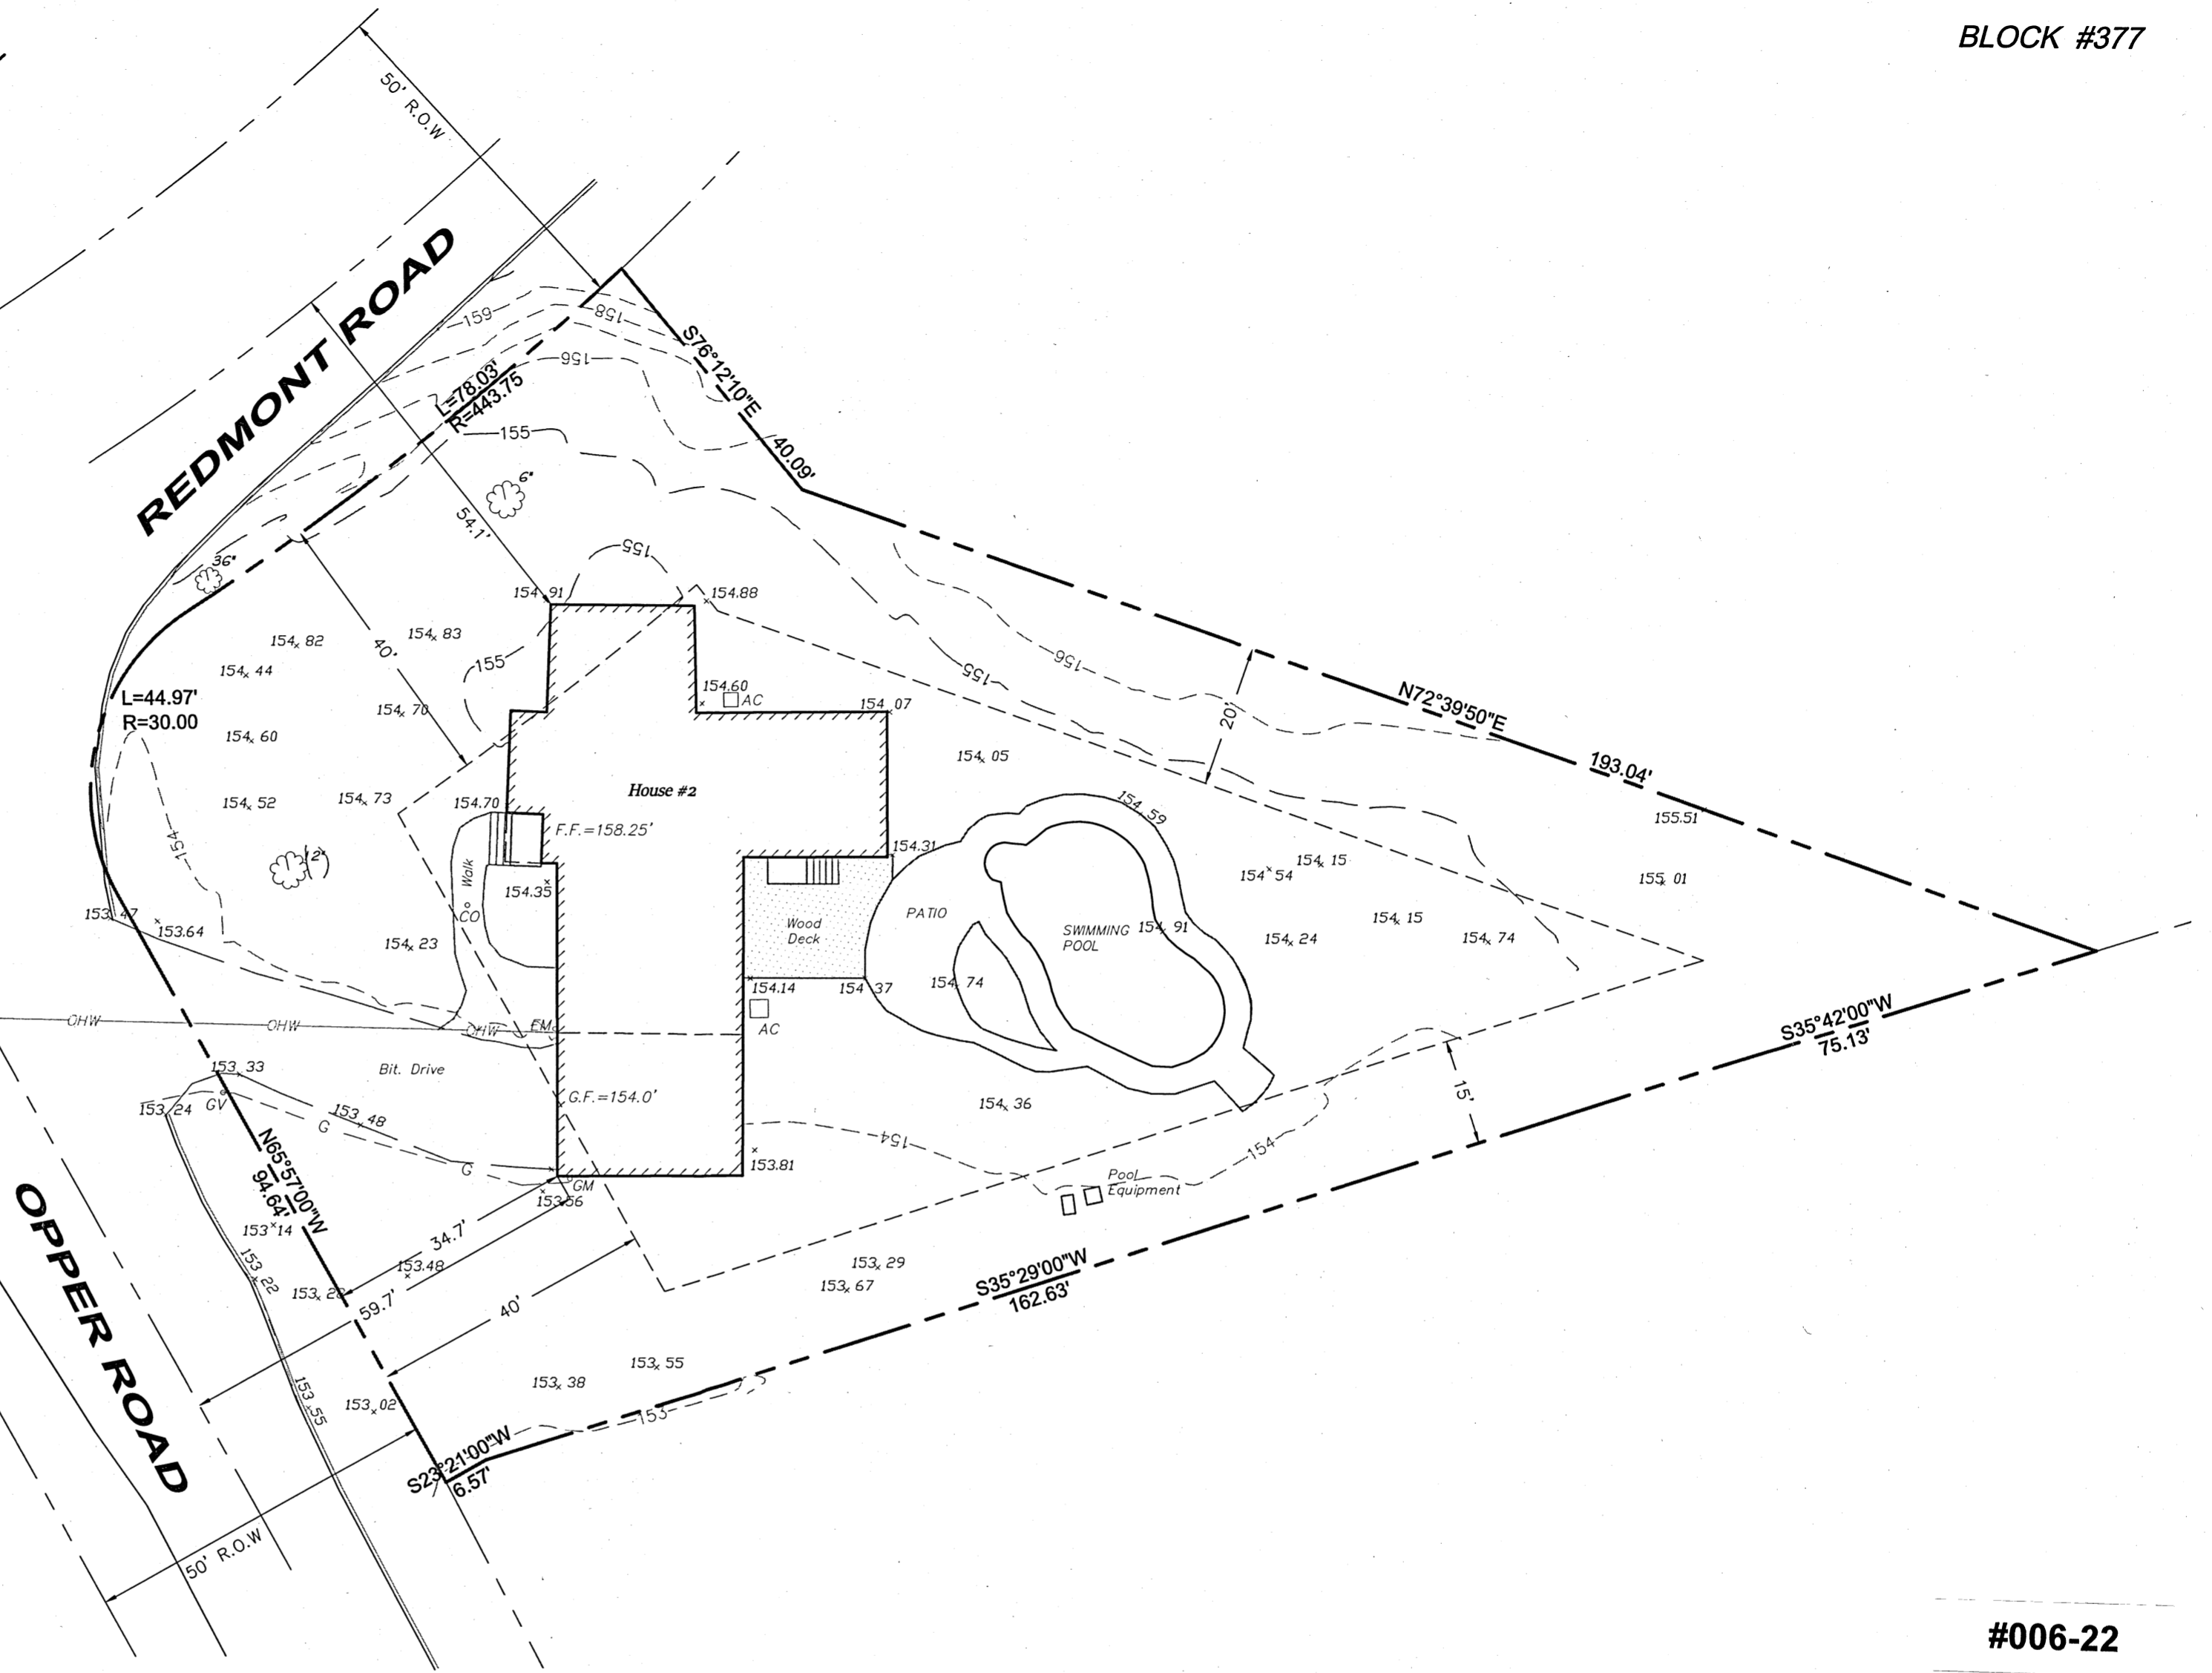 BLOCK #377
50' R.O.W
REDMONT ROAD
159
158
156
S76°12'10"E
40.09'
L=78.03'
R=443.75
155
6"
54.1'
155
36"
154.91
154.88
154.82
154.83
40'
154.44
155
156
155
L=44.97'
R=30.00
154.60
AC
154.70
154.07
20'
N72°39'50"E
193.04'
154.60
154.05
House #2
154.52
154.73
154.70
154.59
155.51
F.F.=158.25'
154
12"
154.31
154.15
154.54
155.01
Walk
154.35
153.47
153.64
CO
Wood
Deck
PATIO
SWIMMING
POOL
154.91
154.15
154.23
154.24
154.74
154.14
154.37
154.74
OHW
OHW
OHW
EM
AC
S35°42'00"W
75.13'
153.33
Bit. Drive
153.24
GV
G.F.=154.0'
153.48
G
G
154.36
15'
154
154
N65°57'00"W
94.64'
153.81
Pool
Equipment
GM
153.56
OPPER ROAD
153.14
34.7'
153.22
153.48
153.29
153.67
59.7'
40'
S35°29'00"W
162.63'
153.55
153.38
153.55
153.02
153
S23°21'00"W
6.57'
50' R.O.W
#006-22